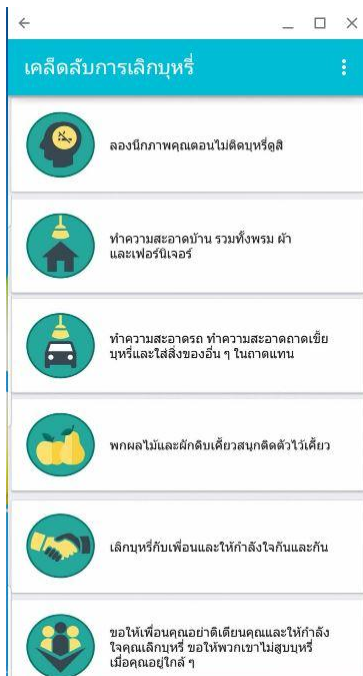 เคล็ดลับการเลิกบุหรี่
ลองนึกภาพคุณตอนไม่ติดบุหรี่ดูสิ
ทำความสะอาดบ้าน รวมทั้งพรม ผ้า
และเฟอร์นิเจอร์
ทำความสะอาดรถ ทำความสะอาดถาดเขี้ย
บุหรี่และใส่สิ่งของอื่น ๆ ในถาดแทน
พกผลไม้และผักดิบเคี้ยวสนุกติดตัวไว้เคี้ยว
เลิกบุหรี่กับเพื่อนและให้กำลังใจกันและกัน
ขอให้เพื่อนคุณอย่าติเตียนคุณและให้กำลัง
ใจคุณเลิกบุหรี่ ขอให้พวกเขาไม่สูบบุหรี่
เมื่อคุณอยู่ใกล้ ๆ